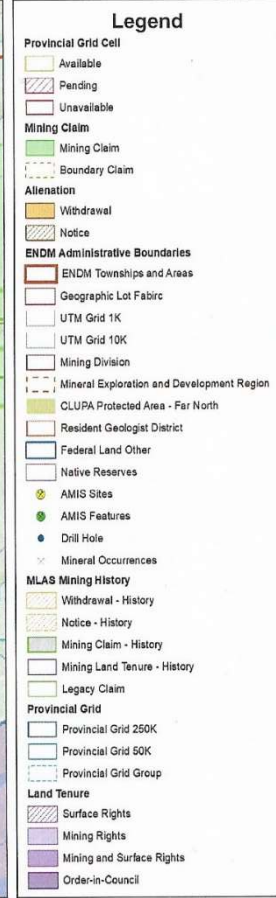 Legend
Provincial Grid Cell
Available
Pending
Unavailable
Mining Claim
Mining Claim
Boundary Claim
Alienation
Withdrawal
Notice
ENDM Administrative Boundaries
ENDM Townships and Areas
Geographic Lot Fabirc
UTM Grid 1K
UTM Grid 10K
Mining Division
Mineral Exploration and Development Region
CLUPA Protected Area - Far North
Resident Geologist District
Federal Land Other
Native Reserves
AMIS Sites
AMIS Features
Drill Hole
Mineral Occurrences
MLAS Mining History
Withdrawal - History
Notice - History
Mining Claim - History
Mining Land Tenure - History
Legacy Claim
Provincial Grid
Provincial Grid 250K
Provincial Grid 50K
Provincial Grid Group
Land Tenure
Surface Rights
Mining Rights
Mining and Surface Rights
Order-in-Council